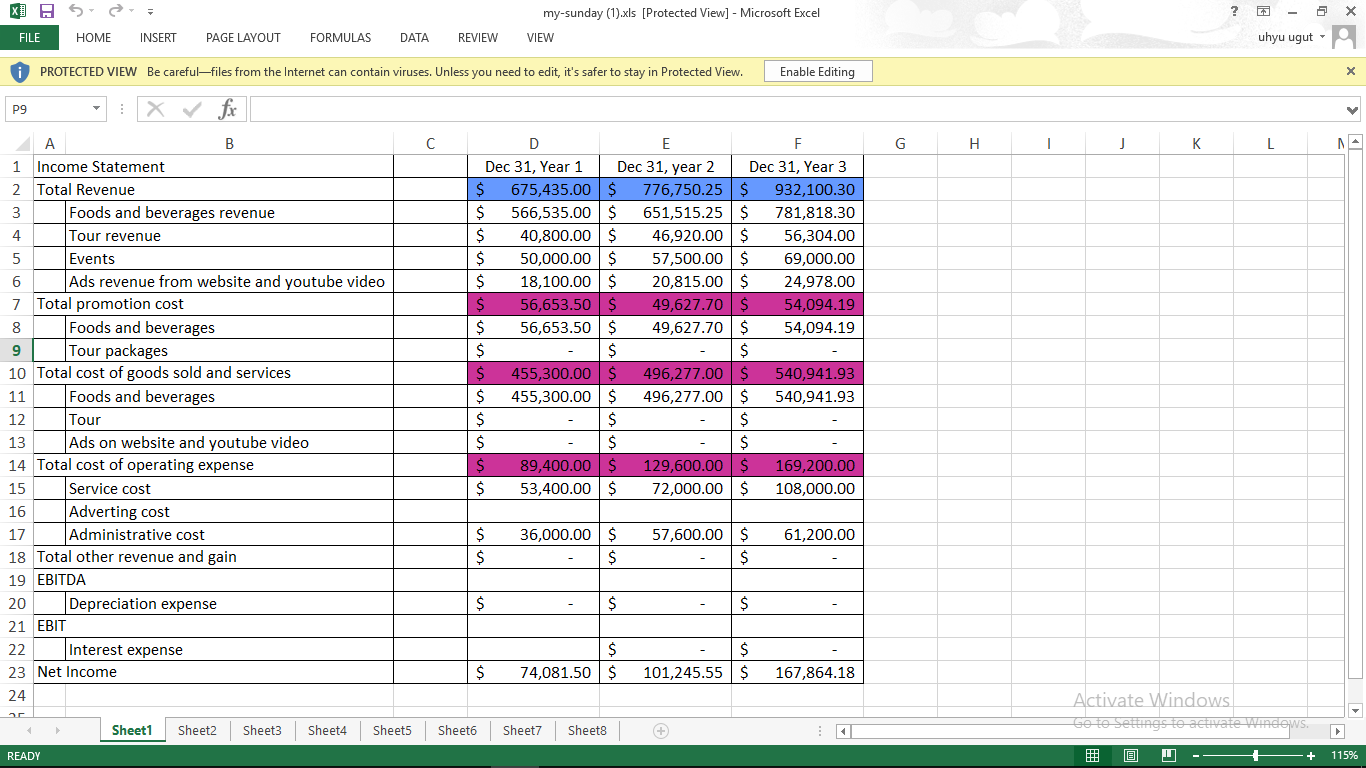 my-sunday (1).xls [Protected View] - Microsoft Excel
FILE HOME INSERT PAGE LAYOUT FORMULAS DATA REVIEW VIEW uhyu ugut
PROTECTED VIEW Be careful—files from the Internet can contain viruses. Unless you need to edit, it's safer to stay in Protected View. Enable Editing
P9 fx
A B C D E F G H I J K L
1 Income Statement Dec 31, Year 1 Dec 31, year 2 Dec 31, Year 3
2 Total Revenue $ 675,435.00 $ 776,750.25 $ 932,100.30
3 Foods and beverages revenue $ 566,535.00 $ 651,515.25 $ 781,818.30
4 Tour revenue $ 40,800.00 $ 46,920.00 $ 56,304.00
5 Events $ 50,000.00 $ 57,500.00 $ 69,000.00
6 Ads revenue from website and youtube video $ 18,100.00 $ 20,815.00 $ 24,978.00
7 Total promotion cost $ 56,653.50 $ 49,627.70 $ 54,094.19
8 Foods and beverages $ 56,653.50 $ 49,627.70 $ 54,094.19
9 Tour packages $ - $ - $ -
10 Total cost of goods sold and services $ 455,300.00 $ 496,277.00 $ 540,941.93
11 Foods and beverages $ 455,300.00 $ 496,277.00 $ 540,941.93
12 Tour $ - $ - $ -
13 Ads on website and youtube video $ - $ - $ -
14 Total cost of operating expense $ 89,400.00 $ 129,600.00 $ 169,200.00
15 Service cost $ 53,400.00 $ 72,000.00 $ 108,000.00
16 Adverting cost
17 Administrative cost $ 36,000.00 $ 57,600.00 $ 61,200.00
18 Total other revenue and gain $ - $ - $ -
19 EBITDA
20 Depreciation expense $ - $ - $ -
21 EBIT
22 Interest expense $ - $ -
23 Net Income $ 74,081.50 $ 101,245.55 $ 167,864.18
24
Activate Windows
Go to Settings to activate Windows.
Sheet1 Sheet2 Sheet3 Sheet4 Sheet5 Sheet6 Sheet7 Sheet8
READY 115%